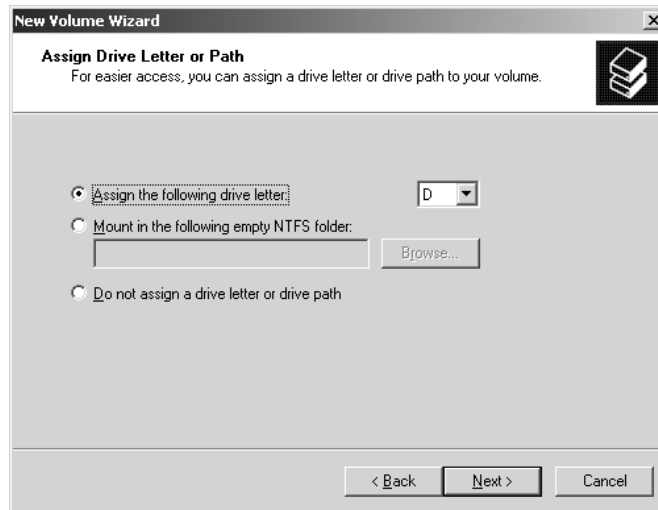 New Volume Wizard
Assign Drive Letter or Path
For easier access, you can assign a drive letter or drive path to your volume.
Assign the following drive letter: D
Mount in the following empty NTFS folder:
Browse...
Do not assign a drive letter or drive path
< Back Next > Cancel